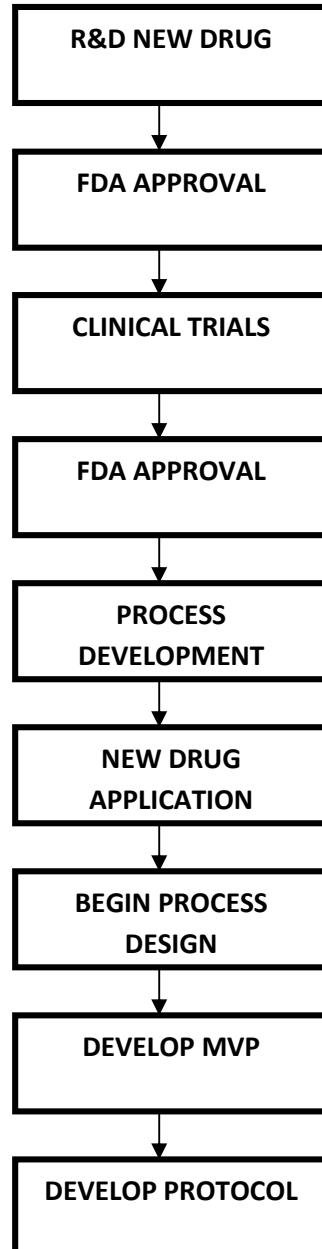 R&D NEW DRUG
FDA APPROVAL
CLINICAL TRIALS
FDA APPROVAL
PROCESS
DEVELOPMENT
NEW DRUG
APPLICATION
BEGIN PROCESS
DESIGN
DEVELOP MVP
DEVELOP PROTOCOL